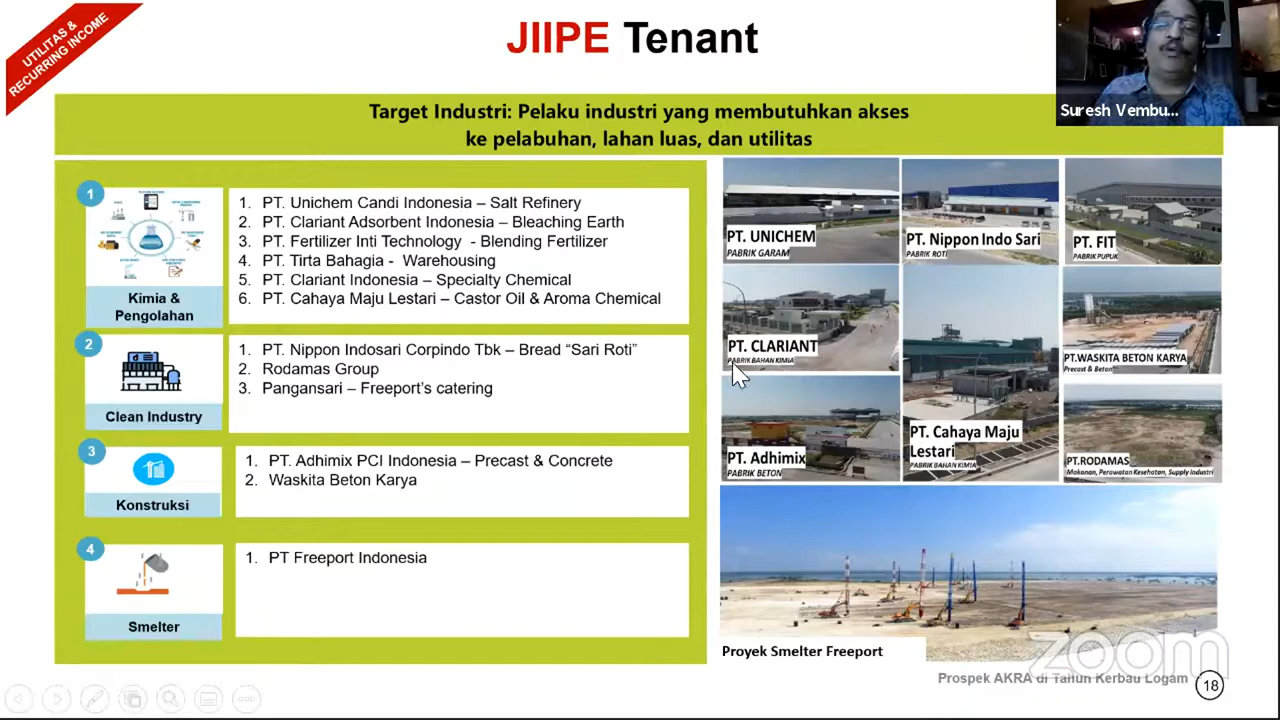 UTILITAS &
RECURRING INCOME
JIIPE Tenant
Suresh Vembu...
Target Industri: Pelaku industri yang membutuhkan akses
ke pelabuhan, lahan luas, dan utilitas
1
Kimia &
Pengolahan
1. PT. Unichem Candi Indonesia – Salt Refinery
2. PT. Clariant Adsorbent Indonesia – Bleaching Earth
3. PT. Fertilizer Inti Technology - Blending Fertilizer
4. PT. Tirta Bahagia - Warehousing
5. PT. Clariant Indonesia – Specialty Chemical
6. PT. Cahaya Maju Lestari – Castor Oil & Aroma Chemical
2
Clean Industry
1. PT. Nippon Indosari Corpindo Tbk – Bread “Sari Roti”
2. Rodamas Group
3. Pangansari – Freeport’s catering
3
Konstruksi
1. PT. Adhimix PCI Indonesia – Precast & Concrete
2. Waskita Beton Karya
4
Smelter
1. PT Freeport Indonesia
PT. UNICHEM
PABRIK GARAM
PT. Nippon Indo Sari
PABRIK ROTI
PT. FIT
PABRIK PUPUK
PT. CLARIANT
PABRIK BAHAN KIMIA
PT. Cahaya Maju
Lestari
PABRIK BAHAN KIMIA
PT.WASKITA BETON KARYA
Precast & Beton
PT. Adhimix
PABRIK BETON
PT.RODAMAS
Makanan, Perawatan Kesehatan, Supply Industri
Proyek Smelter Freeport
zoom
Prospek AKRA di Tahun Kerbau Logam
18